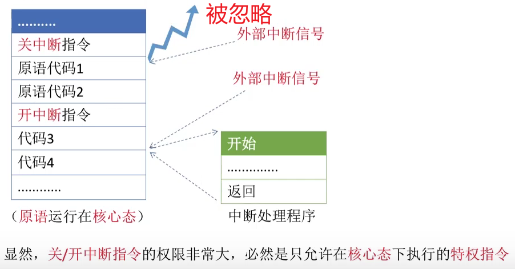 ..........
被忽略
关中断指令
外部中断信号
原语代码1
原语代码2
外部中断信号
开中断指令
代码3
开始
代码4
..............
............
返回
（原语运行在核心态）
中断处理程序
显然，关/开中断指令的权限非常大，必然是只允许在核心态下执行的特权指令